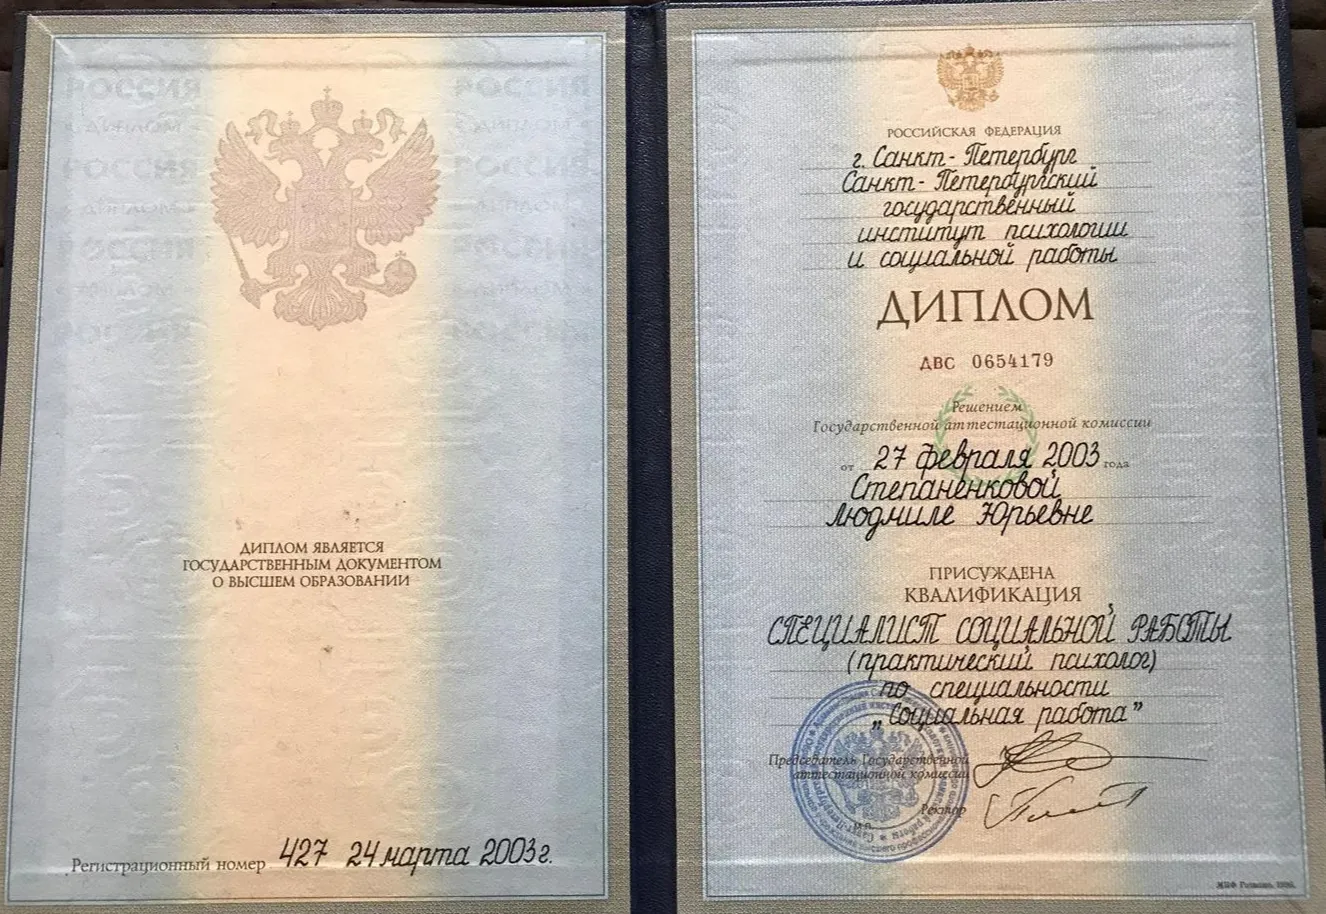 ДИПЛОМ ЯВЛЯЕТСЯ
ГОСУДАРСТВЕННЫМ ДОКУМЕНТОМ
О ВЫСШЕМ ОБРАЗОВАНИИ
Регистрационный номер 427 24 марта 2003г.
РОССИЙСКАЯ ФЕДЕРАЦИЯ
г. Санкт-Петербург
Санкт-Петербургский
государственный
институт психологии
и социальной работы
ДИПЛОМ
ДВС 0654179
Решением
Государственной аттестационной комиссии
от 27 февраля 2003 года
Степаненковой
Людмиле Юрьевне
ПРИСУЖДЕНА
КВАЛИФИКАЦИЯ
СПЕЦИАЛИСТ СОЦИАЛЬНОЙ РАБОТЫ
(практический психолог)
по специальности
„Социальная работа"
Председатель Государственной
аттестационной комиссии
Ректор